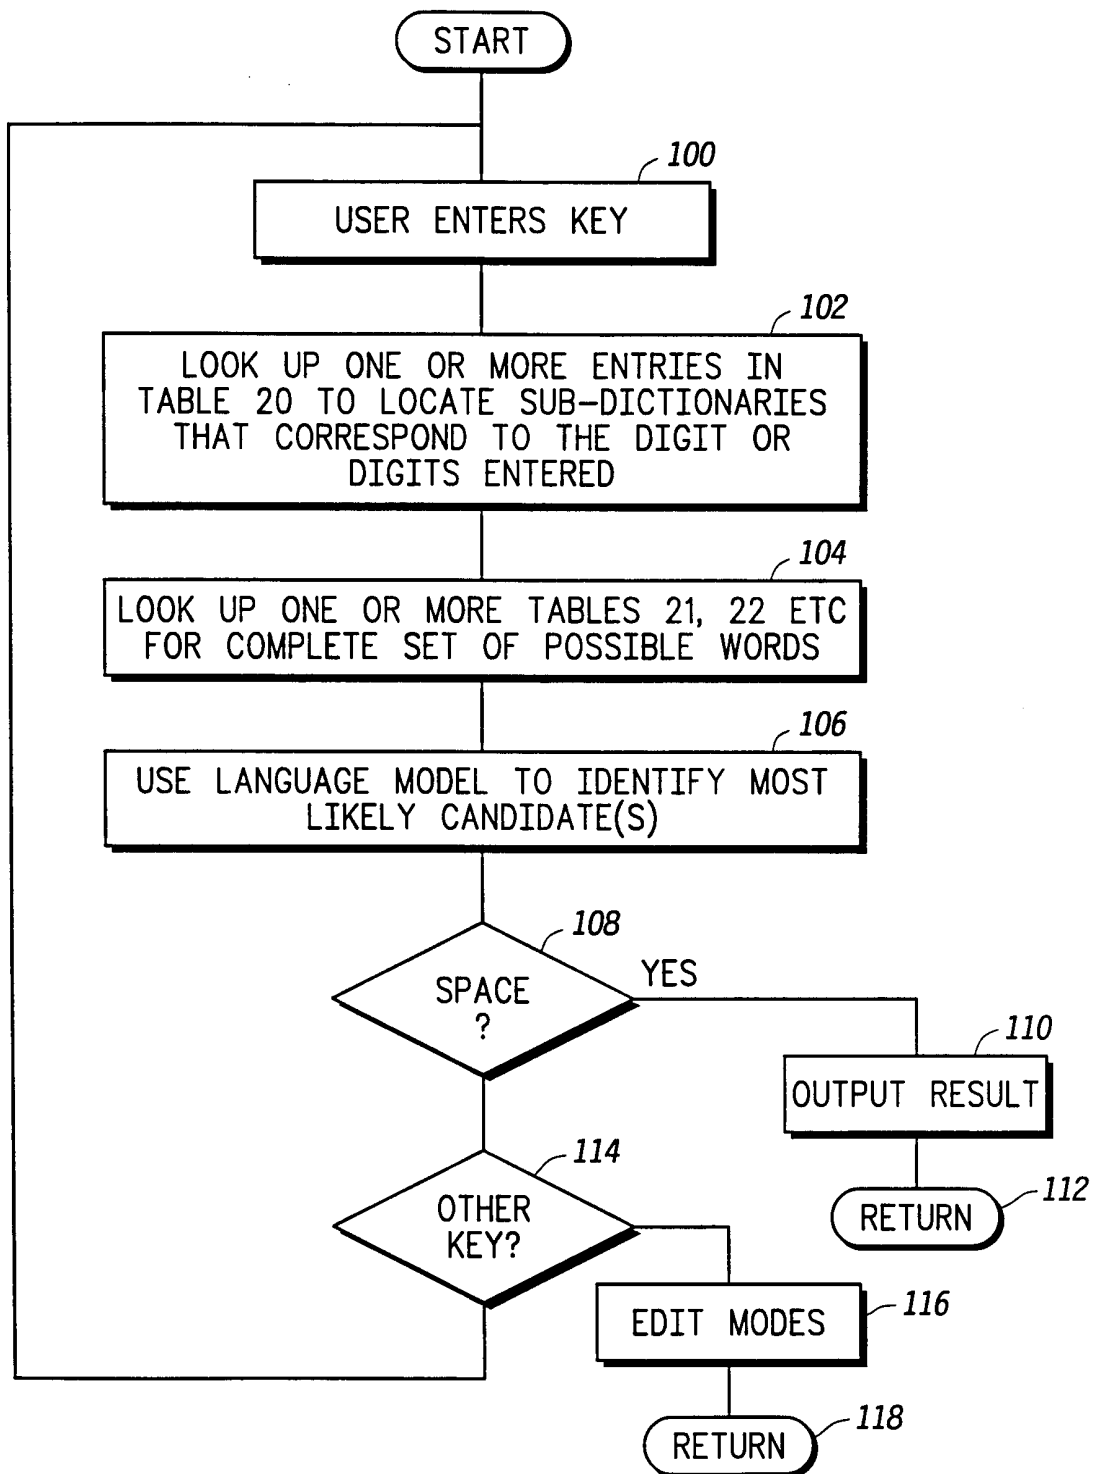 START
100
USER ENTERS KEY
102
LOOK UP ONE OR MORE ENTRIES IN
TABLE 20 TO LOCATE SUB-DICTIONARIES
THAT CORRESPOND TO THE DIGIT OR
DIGITS ENTERED
104
LOOK UP ONE OR MORE TABLES 21, 22 ETC
FOR COMPLETE SET OF POSSIBLE WORDS
106
USE LANGUAGE MODEL TO IDENTIFY MOST
LIKELY CANDIDATE(S)
108
SPACE
?
YES
110
OUTPUT RESULT
112
RETURN
114
OTHER
KEY?
116
EDIT MODES
118
RETURN